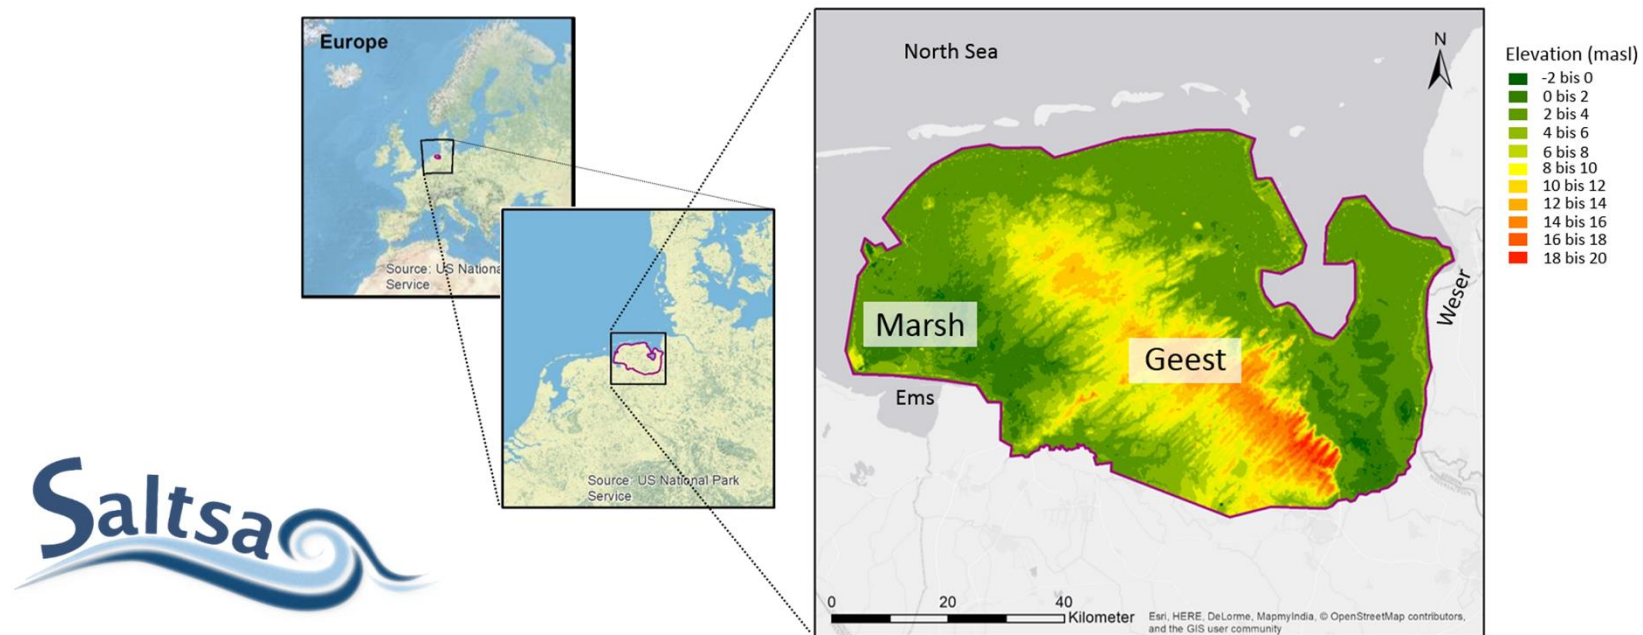 Europe
Source: US Nationa
Service
Source: US National Park
Service
Saltsa
North Sea
N
Marsh
Geest
Ems
Weser
0 20 40
Kilometer
Esri, HERE, DeLorme, MapmyIndia, © OpenStreetMap contributors,
and the GIS user community
Elevation (masl)
-2 bis 0
0 bis 2
2 bis 4
4 bis 6
6 bis 8
8 bis 10
10 bis 12
12 bis 14
14 bis 16
16 bis 18
18 bis 20